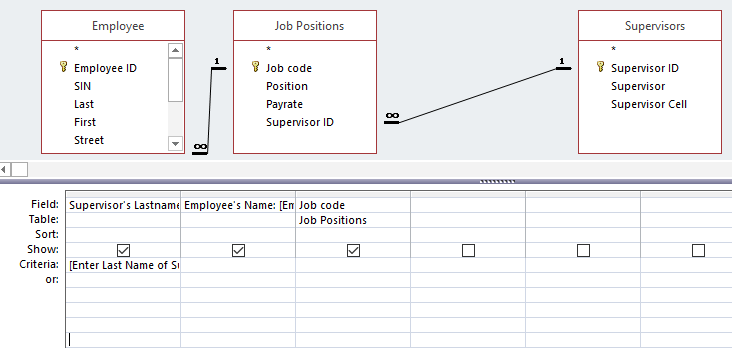 Employee
*
Employee ID
SIN
Last
First
Street
1
∞
Job Positions
*
Job code
Position
Payrate
Supervisor ID
∞
1
Supervisors
*
Supervisor ID
Supervisor
Supervisor Cell
Field: Supervisor's Lastname Employee's Name: [Em Job code
Table: Job Positions
Sort:
Show:
Criteria: [Enter Last Name of Su
or: